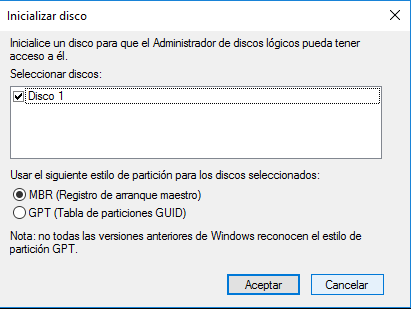 Inicializar disco
Inicialice un disco para que el Administrador de discos lógicos pueda tener
acceso a él.
Seleccionar discos:
Disco 1
Usar el siguiente estilo de partición para los discos seleccionados:
MBR (Registro de arranque maestro)
GPT (Tabla de particiones GUID)
Nota: no todas las versiones anteriores de Windows reconocen el estilo de
partición GPT.
Aceptar
Cancelar